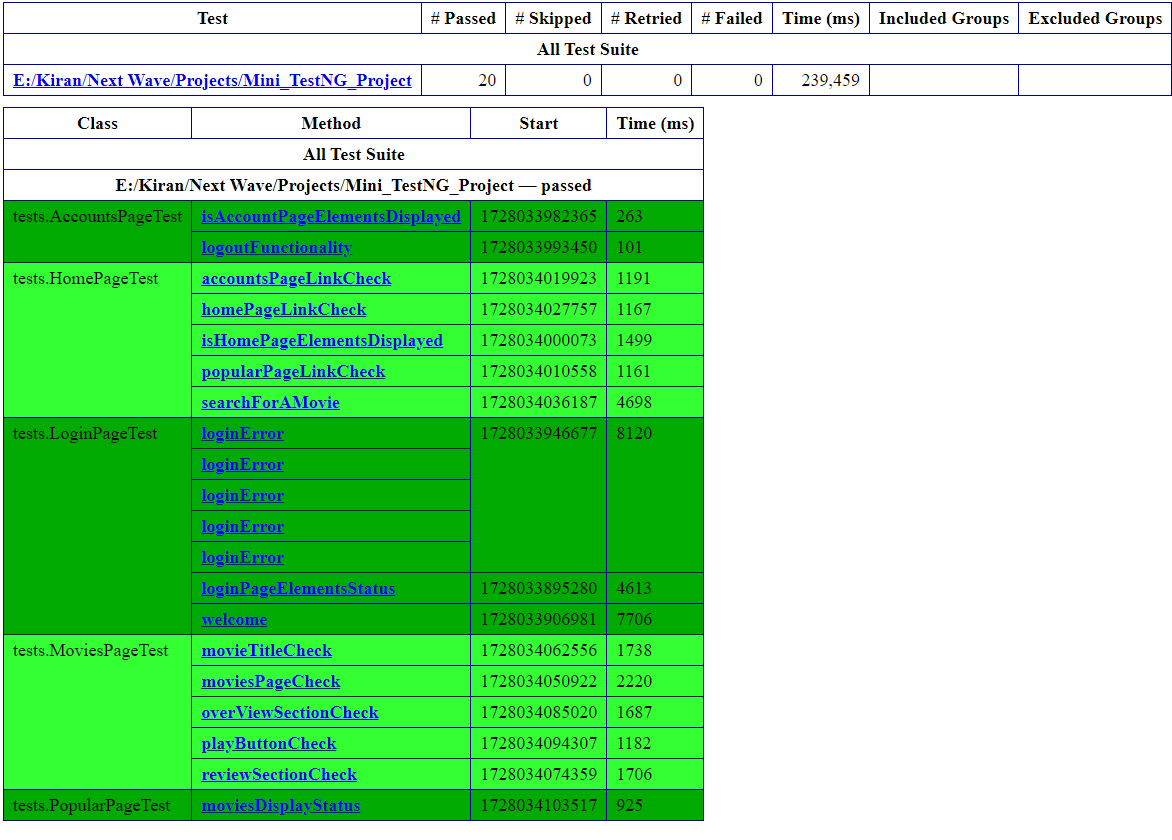 Test # Passed # Skipped # Retried # Failed Time (ms) Included Groups Excluded Groups
All Test Suite
E:/Kiran/Next Wave/Projects/Mini_TestNG_Project 20 0 0 0 239,459
Class Method Start Time (ms)
All Test Suite
E:/Kiran/Next Wave/Projects/Mini_TestNG_Project — passed
tests.AccountsPageTest isAccountPageElementsDisplayed 1728033982365 263
logoutFunctionality 1728033993450 101
tests.HomePageTest accountsPageLinkCheck 1728034019923 1191
homePageLinkCheck 1728034027757 1167
isHomePageElementsDisplayed 1728034000073 1499
popularPageLinkCheck 1728034010558 1161
searchForAMovie 1728034036187 4698
tests.LoginPageTest loginError 1728033946677 8120
loginError
loginError
loginError
loginError
loginPageElementsStatus 1728033895280 4613
welcome 1728033906981 7706
tests.MoviesPageTest movieTitleCheck 1728034062556 1738
moviesPageCheck 1728034050922 2220
overViewSectionCheck 1728034085020 1687
playButtonCheck 1728034094307 1182
reviewSectionCheck 1728034074359 1706
tests.PopularPageTest moviesDisplayStatus 1728034103517 925